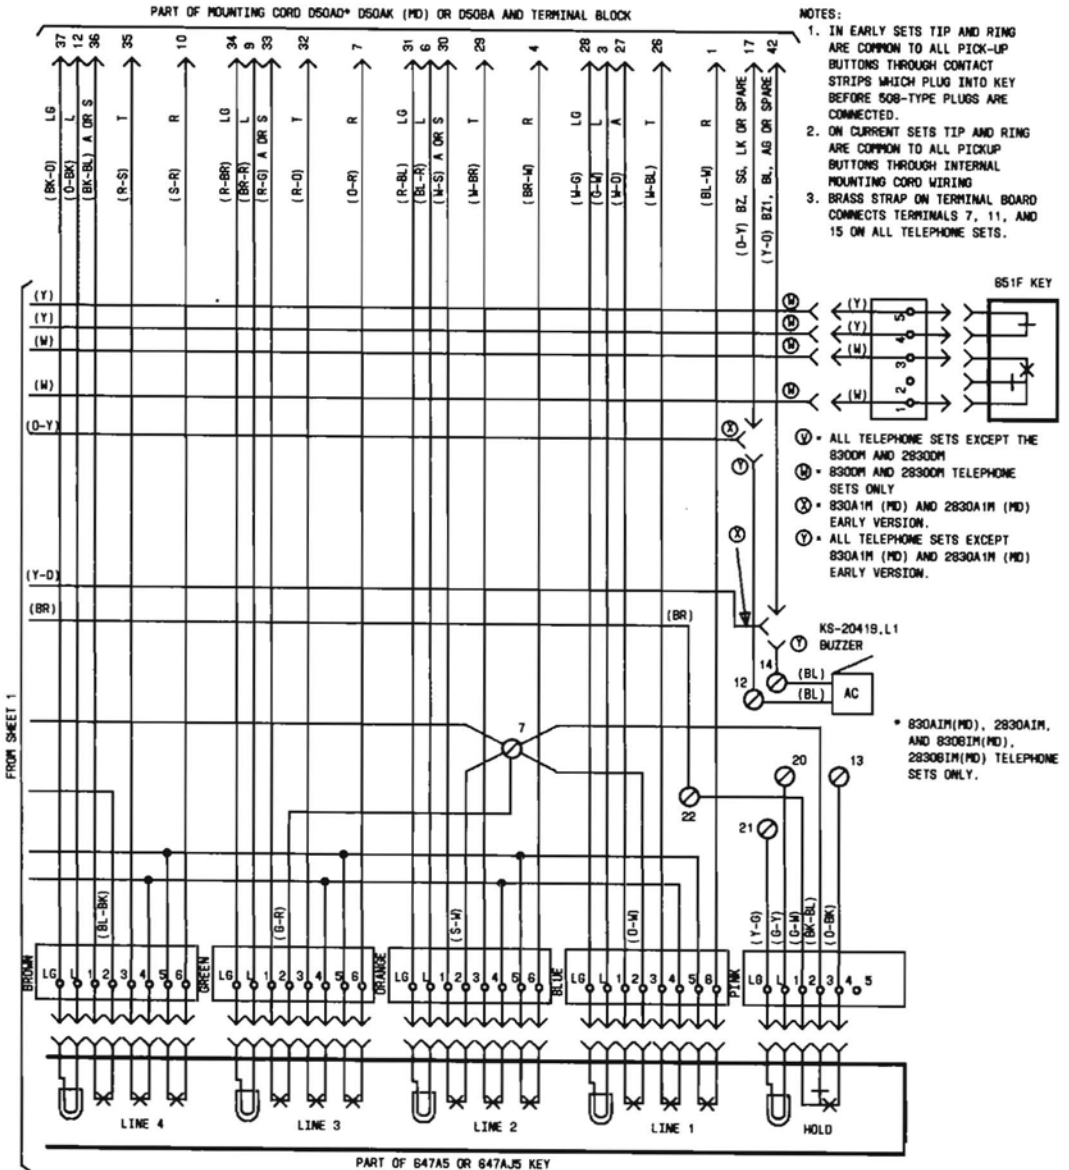 PART OF MOUNTING CORD D50AD* D50AK (MD) OR D50BA AND TERMINAL BLOCK
37 12 36 35 10 34 9 33 32 7 31 6 30 29 4 28 3 27 26 1 17 42
LG L A OR S T R LG L A OR S T R LG L A OR S T R LG L A T R
(BK-O) (O-BK) (BK-BL) (R-S) (S-R) (R-BR) (BR-R) (R-G) (R-O) (O-R) (R-BL) (BL-R) (W-S) (W-BR) (BR-W) (W-G) (G-W) (W-O) (W-BL) (BL-W)
(O-Y) BZ, SG, LK OR SPARE
(Y-O) BZ1, BL, AG OR SPARE
NOTES:
1. IN EARLY SETS TIP AND RING
ARE COMMON TO ALL PICK-UP
BUTTONS THROUGH CONTACT
STRIPS WHICH PLUG INTO KEY
BEFORE 508-TYPE PLUGS ARE
CONNECTED.
2. ON CURRENT SETS TIP AND RING
ARE COMMON TO ALL PICKUP
BUTTONS THROUGH INTERNAL
MOUNTING CORD WIRING
3. BRASS STRAP ON TERMINAL BOARD
CONNECTS TERMINALS 7, 11, AND
15 ON ALL TELEPHONE SETS.
651F KEY
(Y) W (Y) 5
(Y) W (Y) 4
(W) W (W) 3
2
(W) W (W) 1
(O-Y) X
Y
V = ALL TELEPHONE SETS EXCEPT THE
830DM AND 2830DM
W = 830DM AND 2830DM TELEPHONE
SETS ONLY
X = 830A1M (MD) AND 2830A1M (MD)
EARLY VERSION.
Y = ALL TELEPHONE SETS EXCEPT
830A1M (MD) AND 2830A1M (MD)
EARLY VERSION.
X
(Y-O)
(BR) (BR)
KS-20419,L1
Y BUZZER
14 (BL)
12 (BL) AC
FROM SHEET 1
7
* 830AIM(MD), 2830AIM,
AND 830BIM(MD),
2830BIM(MD) TELEPHONE
SETS ONLY.
20 13
22
21
(BL-BK) (G-R) (S-W) (O-W) (Y-G) (G-Y) (G-W) (BK-BL) (O-BK)
BROWN GREEN ORANGE BLUE PINK
LG L 1 2 3 4 5 6 LG L 1 2 3 4 5 6 LG L 1 2 3 4 5 6 LG L 1 2 3 4 5 6 LG L 1 2 3 4 5
LINE 4 LINE 3 LINE 2 LINE 1 HOLD
PART OF 647A5 OR 647AJ5 KEY